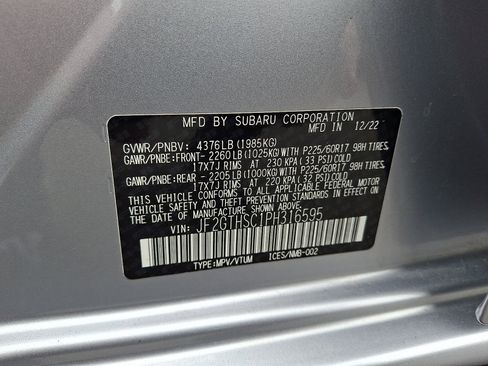 MFD BY SUBARU CORPORATION
MFD IN 12/22
GVWR/PNBV: 4376LB(1985KG)
GAWR/PNBE:FRONT- 2260LB(1025KG)WITH P225/60R17 98H TIRES,
17X7J RIMS, AT 230 KPA(33 PSI)COLD
GAWR/PNBE:REAR - 2205LB(1000KG)WITH P225/60R17 98H TIRES,
17X7J RIMS, AT 220 KPA(32 PSI)COLD
THIS VEHICLE CONFORMS TO ALL APPLICABLE FEDERAL MOTOR
VEHICLE SAFETY AND THEFT PREVENTION STANDARDS IN EFFECT ON
THE DATE OF MANUFACTURE SHOWN ABOVE.
VIN: JF2GTHSC1PH316595
TYPE:MPV/VTUM ICES/NMB-002